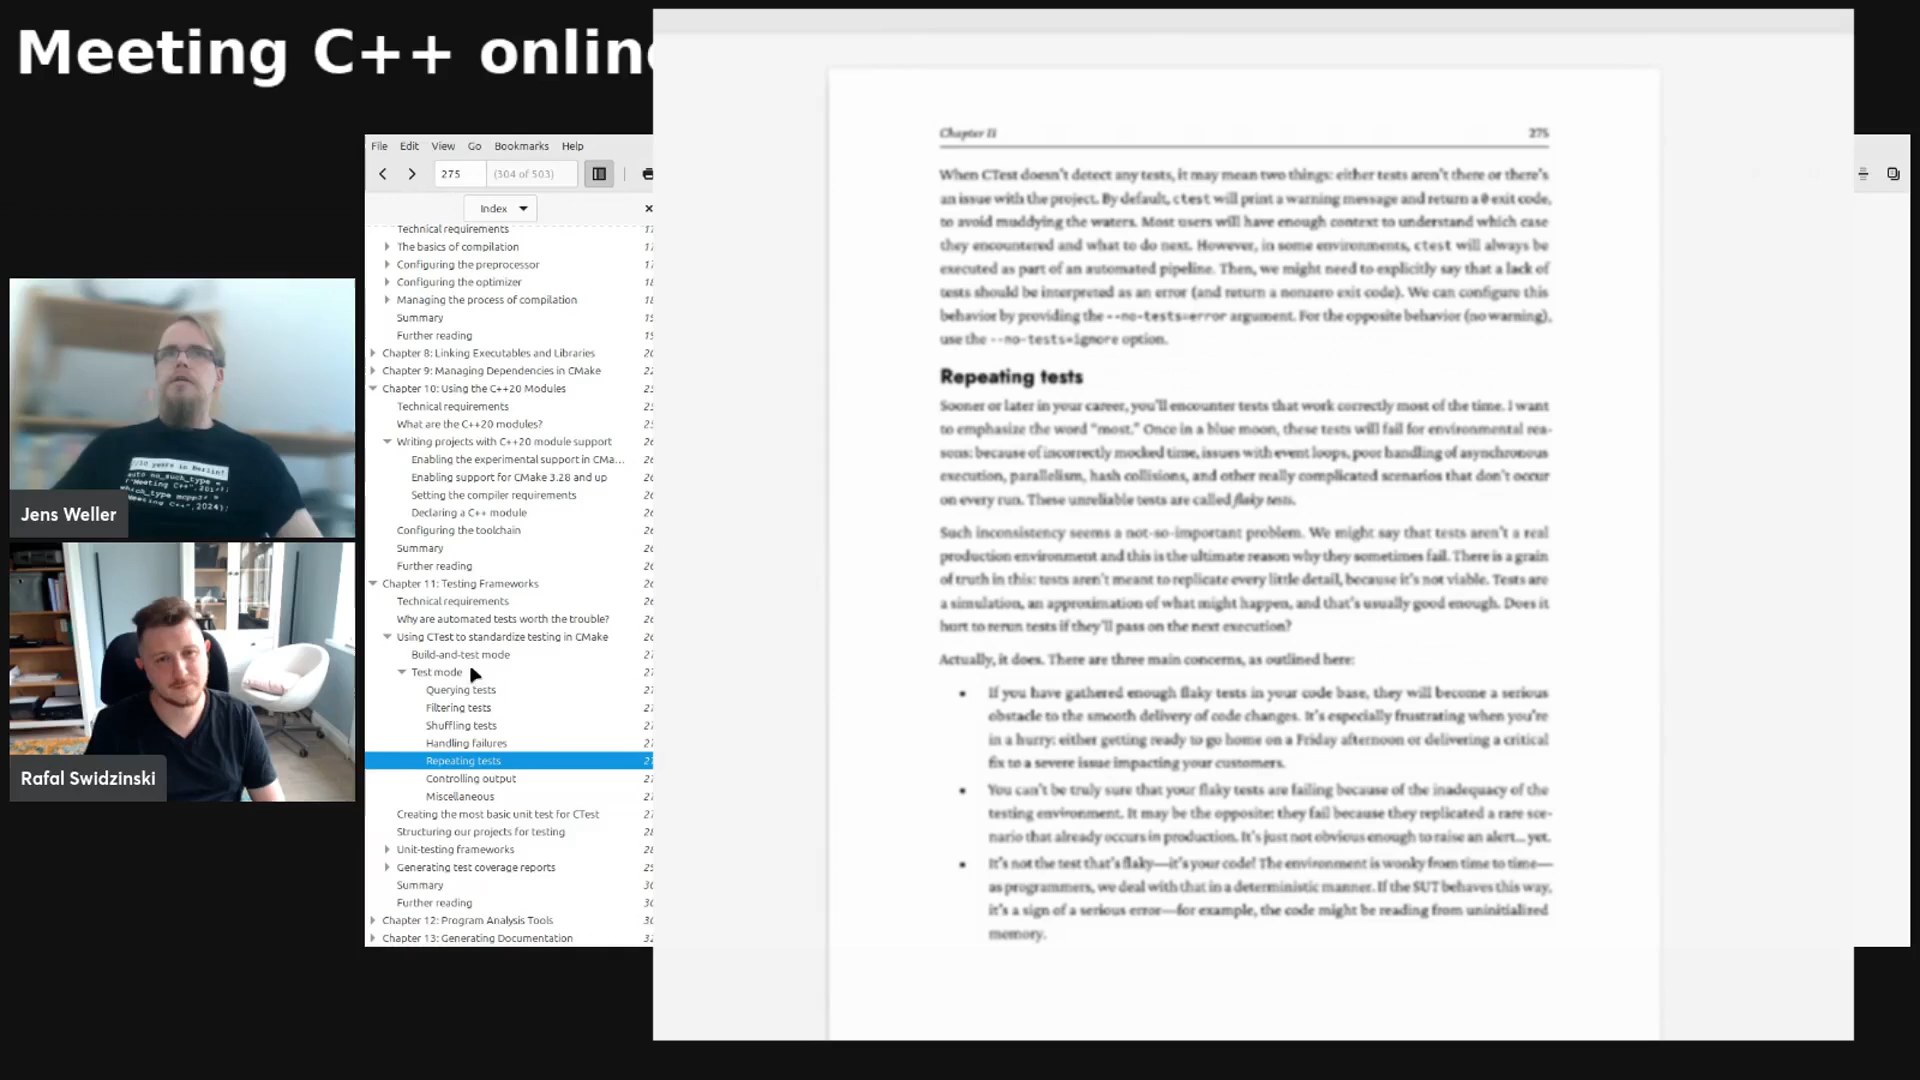 Meeting C++ online
File Edit View Go Bookmarks Help
275 (304 of 503)
Index
Technical requirements
The basics of compilation
Configuring the preprocessor
Configuring the optimizer
Managing the process of compilation
Summary
Further reading
Chapter 8: Linking Executables and Libraries
Chapter 9: Managing Dependencies in CMake
Chapter 10: Using the C++20 Modules
Technical requirements
What are the C++20 modules?
Writing projects with C++20 module support
Enabling the experimental support in CMa...
Enabling support for CMake 3.28 and up
Setting the compiler requirements
Declaring a C++ module
Configuring the toolchain
Summary
Further reading
Chapter 11: Testing Frameworks
Technical requirements
Why are automated tests worth the trouble?
Using CTest to standardize testing in CMake
Build-and-test mode
Test mode
Querying tests
Filtering tests
Shuffling tests
Handling failures
Repeating tests
Controlling output
Miscellaneous
Creating the most basic unit test for CTest
Structuring our projects for testing
Unit-testing frameworks
Generating test coverage reports
Summary
Further reading
Chapter 12: Program Analysis Tools
Chapter 13: Generating Documentation
//10 years in Berlin!
auto no_such_type =
Jens Weller
Rafal Swidzinski
Chapter 11 275
When CTest doesn't detect any tests, it may mean two things: either tests aren't there or there's
an issue with the project. By default, ctest will print a warning message and return a 0 exit code,
to avoid muddying the waters. Most users will have enough context to understand which case
they encountered and what to do next. However, in some environments, ctest will always be
executed as part of an automated pipeline. Then, we might need to explicitly say that a lack of
tests should be interpreted as an error (and return a nonzero exit code). We can configure this
behavior by providing the --no-tests=error argument. For the opposite behavior (no warning),
use the --no-tests=ignore option.
Repeating tests
Sooner or later in your career, you'll encounter tests that work correctly most of the time. I want
to emphasize the word "most." Once in a blue moon, these tests will fail for environmental rea-
sons: because of incorrectly mocked time, issues with event loops, poor handling of asynchronous
execution, parallelism, hash collisions, and other really complicated scenarios that don't occur
on every run. These unreliable tests are called flaky tests.
Such inconsistency seems a not-so-important problem. We might say that tests aren't a real
production environment and this is the ultimate reason why they sometimes fail. There is a grain
of truth in this: tests aren't meant to replicate every little detail, because it's not viable. Tests are
a simulation, an approximation of what might happen, and that's usually good enough. Does it
hurt to rerun tests if they'll pass on the next execution?
Actually, it does. There are three main concerns, as outlined here:
• If you have gathered enough flaky tests in your code base, they will become a serious
obstacle to the smooth delivery of code changes. It's especially frustrating when you're
in a hurry: either getting ready to go home on a Friday afternoon or delivering a critical
fix to a severe issue impacting your customers.
• You can't be truly sure that your flaky tests are failing because of the inadequacy of the
testing environment. It may be the opposite: they fail because they replicated a rare sce-
nario that already occurs in production. It's just not obvious enough to raise an alert... yet.
• It's not the test that's flaky—it's your code! The environment is wonky from time to time—
as programmers, we deal with that in a deterministic manner. If the SUT behaves this way,
it's a sign of a serious error—for example, the code might be reading from uninitialized
memory.